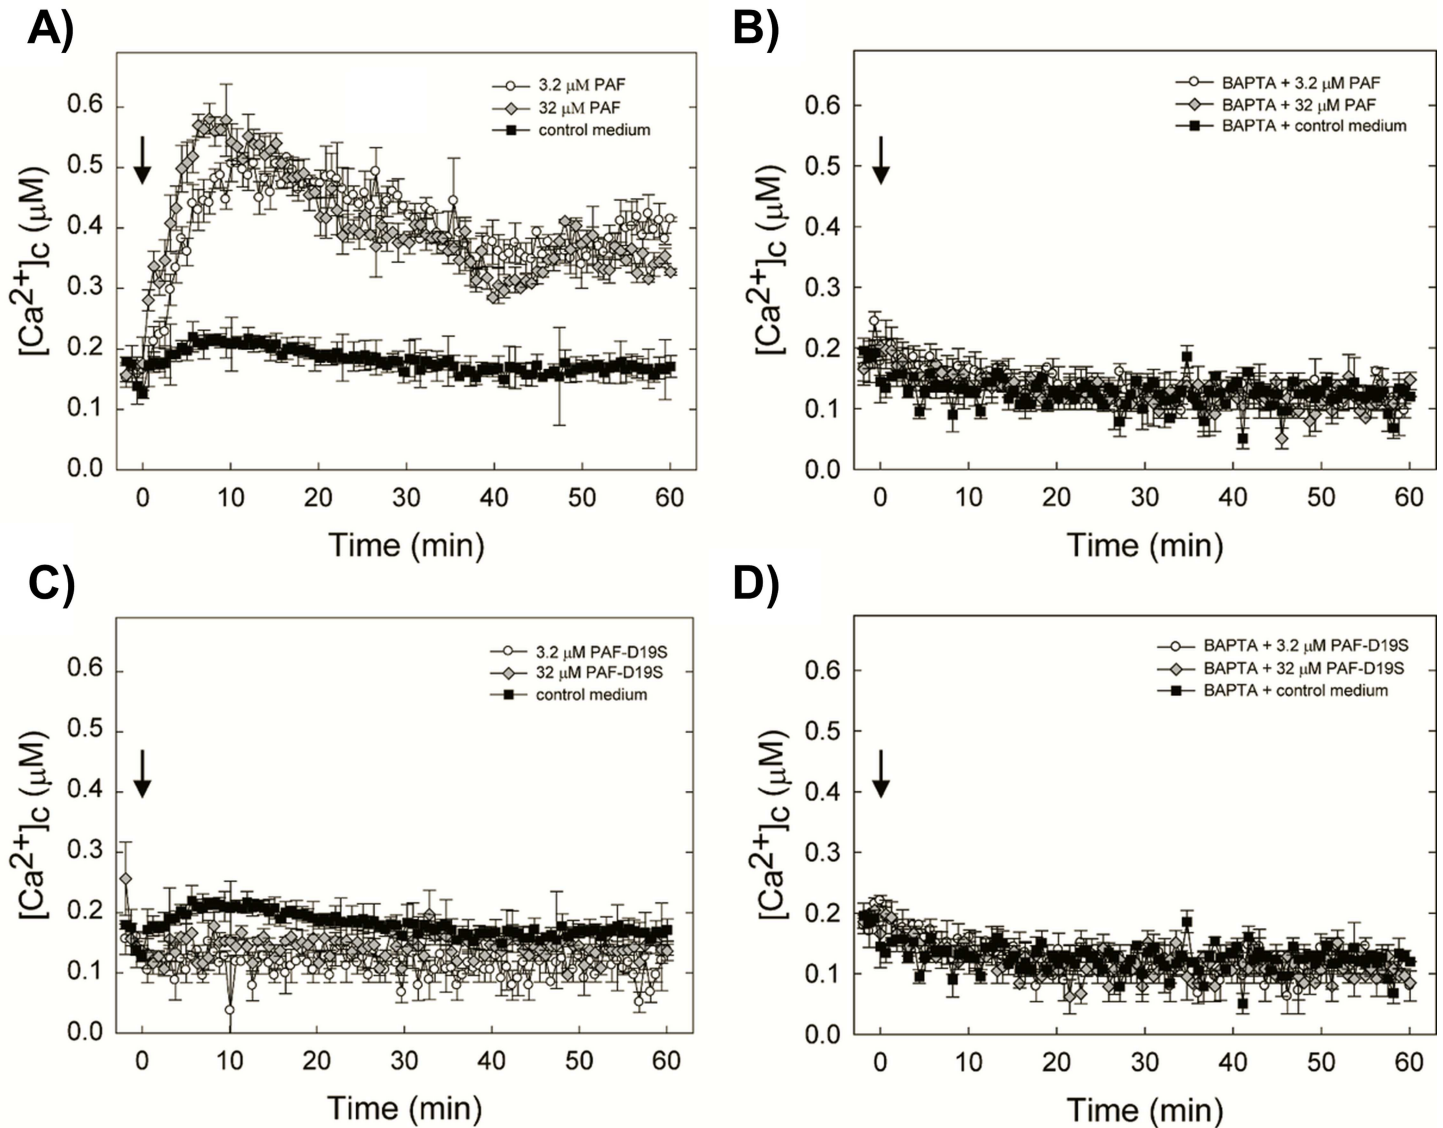 A)
3.2 μM PAF
32 μM PAF
control medium
[Ca2+]c (μM)
0.6
0.5
0.4
0.3
0.2
0.1
0.0
0 10 20 30 40 50 60
Time (min)
B)
BAPTA + 3.2 μM PAF
BAPTA + 32 μM PAF
BAPTA + control medium
[Ca2+]c (μM)
0.6
0.5
0.4
0.3
0.2
0.1
0.0
0 10 20 30 40 50 60
Time (min)
C)
3.2 μM PAF-D19S
32 μM PAF-D19S
control medium
[Ca2+]c (μM)
0.6
0.5
0.4
0.3
0.2
0.1
0.0
0 10 20 30 40 50 60
Time (min)
D)
BAPTA + 3.2 μM PAF-D19S
BAPTA + 32 μM PAF-D19S
BAPTA + control medium
[Ca2+]c (μM)
0.6
0.5
0.4
0.3
0.2
0.1
0.0
0 10 20 30 40 50 60
Time (min)